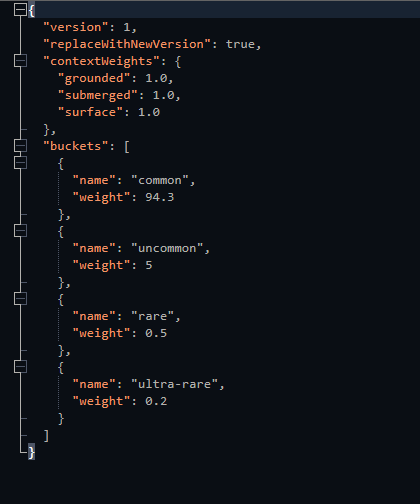 {
"version": 1,
"replaceWithNewVersion": true,
"contextWeights": {
"grounded": 1.0,
"submerged": 1.0,
"surface": 1.0
},
"buckets": [
{
"name": "common",
"weight": 94.3
},
{
"name": "uncommon",
"weight": 5
},
{
"name": "rare",
"weight": 0.5
},
{
"name": "ultra-rare",
"weight": 0.2
}
]
}